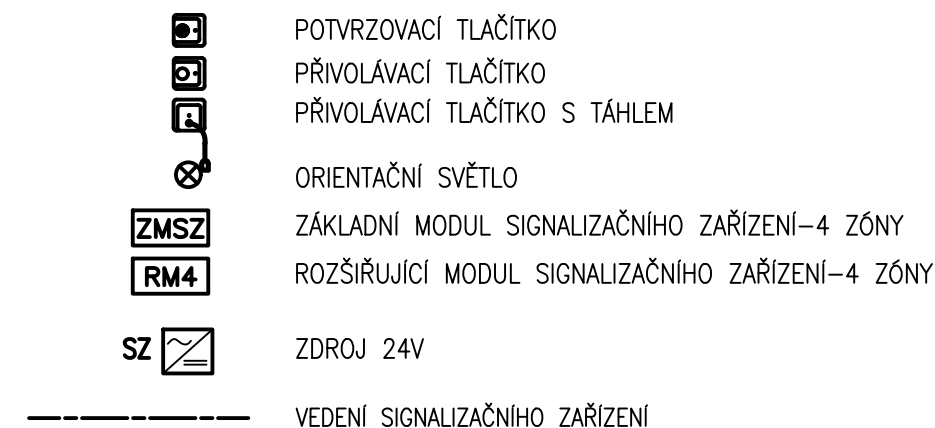 POTVRZOVACÍ TLAČÍTKO
PŘIVOLÁVACÍ TLAČÍTKO
PŘIVOLÁVACÍ TLAČÍTKO S TÁHLEM
ORIENTAČNÍ SVĚTLO
ZMSZ ZÁKLADNÍ MODUL SIGNALIZAČNÍHO ZAŘÍZENÍ–4 ZÓNY
RM4 ROZŠIŘUJÍCÍ MODUL SIGNALIZAČNÍHO ZAŘÍZENÍ–4 ZÓNY
SZ ZDROJ 24V
VEDENÍ SIGNALIZAČNÍHO ZAŘÍZENÍ